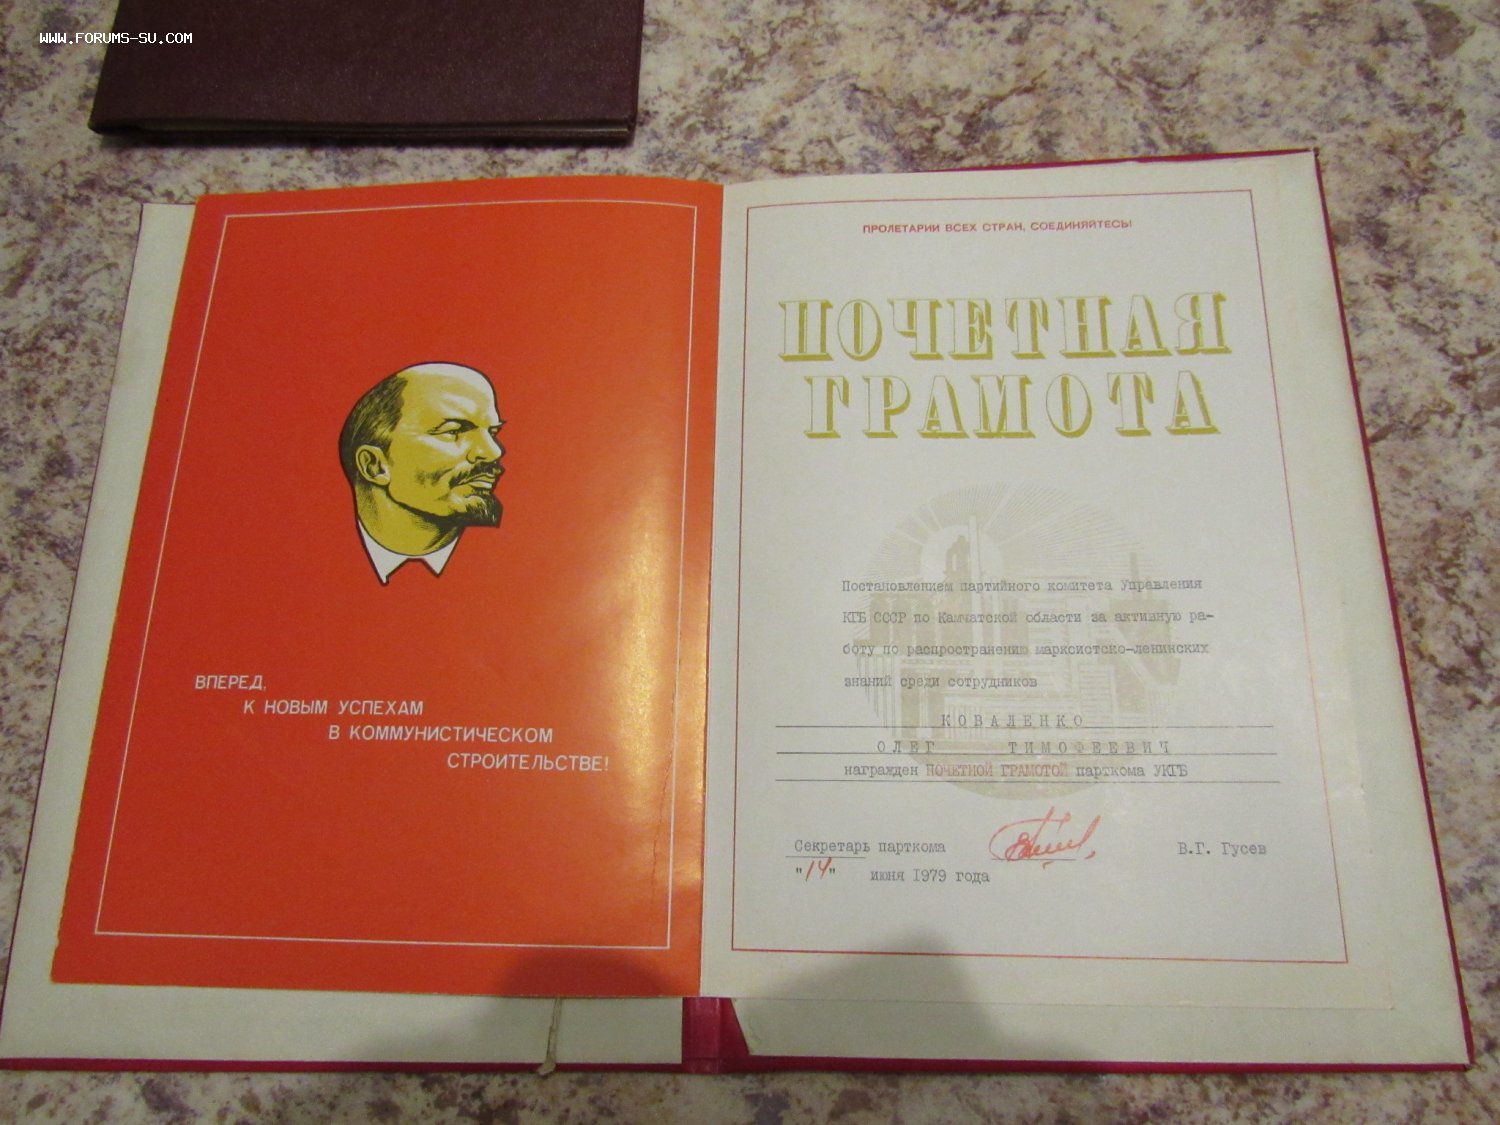 WWW.FORUMS-SU.COM
ВПЕРЕД,
К НОВЫМ УСПЕХАМ
В КОММУНИСТИЧЕСКОМ
СТРОИТЕЛЬСТВЕ!
ПРОЛЕТАРИИ ВСЕХ СТРАН, СОЕДИНЯЙТЕСЬ!
ПОЧЕТНАЯ
ГРАМОТА
Постановлением партийного комитета Управления
КГБ СССР по Камчатской области за активную ра-
боту по распространению марксистско-ленинских
знаний среди сотрудников
КОВАЛЕНКО
ОЛЕГ ТИМОФЕЕВИЧ
награжден ПОЧЕТНОЙ ГРАМОТОЙ парткома УКГБ
Секретарь парткома В.Г. Гусев
"14" июня 1979 года